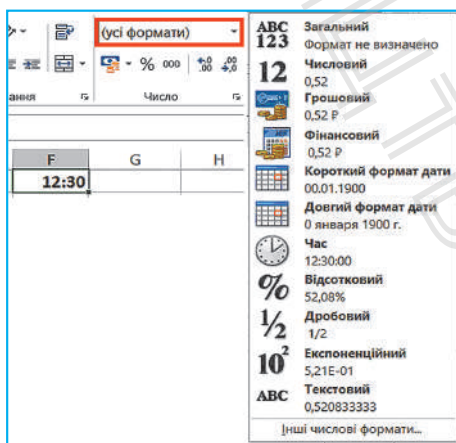 (усі формати)
% 000
ання
Число
F G H
12:30
ABC 123 Загальний
Формат не визначено
12 Числовий
0,52
Грошовий
0,52 ₽
Фінансовий
0,52 ₽
Короткий формат дати
00.01.1900
Довгий формат дати
0 января 1900 г.
Час
12:30:00
% Відсотковий
52,08%
½ Дробовий
1/2
10² Експоненційний
5,21E-01
ABC Текстовий
0,520833333
Інші числові формати...